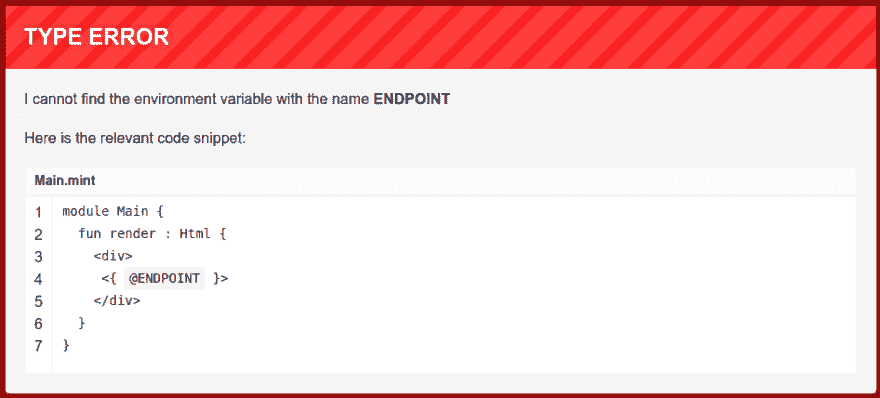 TYPE ERROR
I cannot find the environment variable with the name ENDPOINT
Here is the relevant code snippet:
Main.mint
1 module Main {
2   fun render : Html {
3     <div>
4      <{ @ENDPOINT }>
5     </div>
6   }
7 }